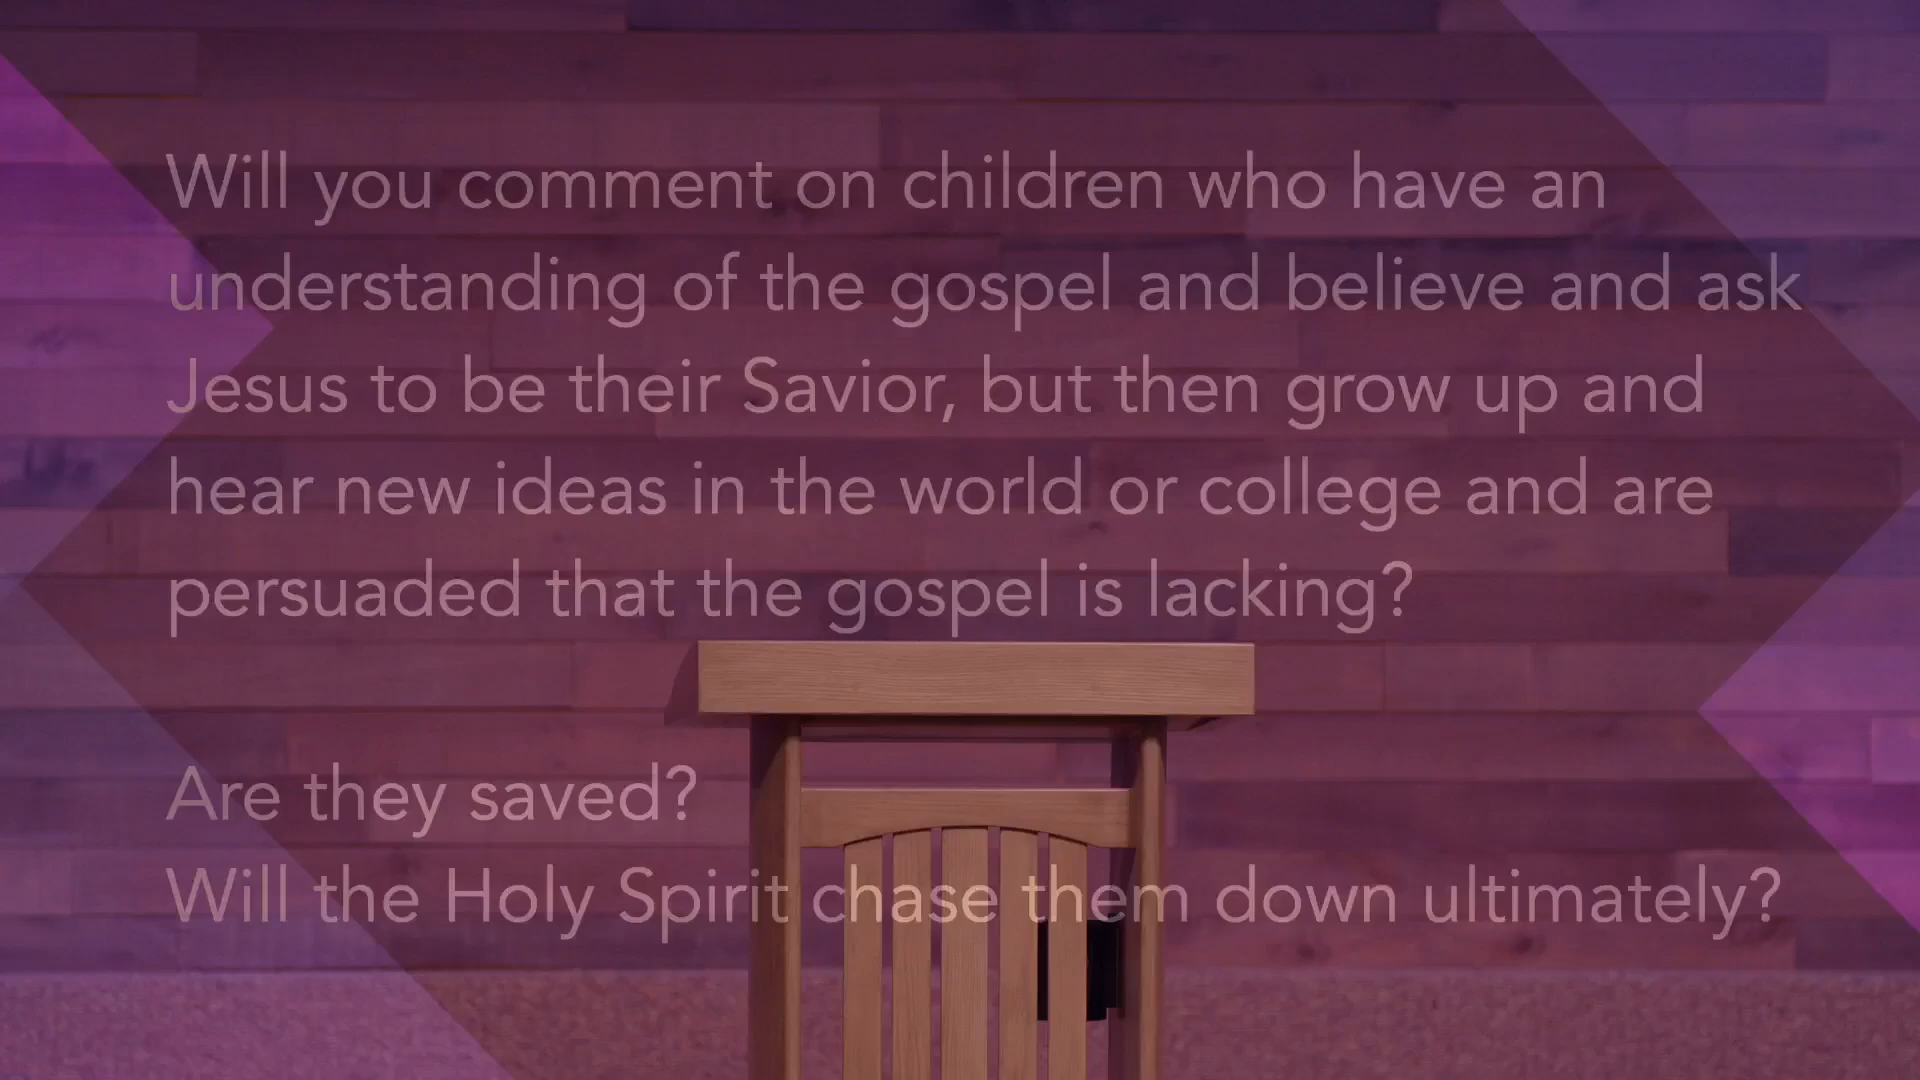 Will you comment on children who have an
understanding of the gospel and believe and ask
Jesus to be their Savior, but then grow up and
hear new ideas in the world or college and are
persuaded that the gospel is lacking?
Are they saved?
Will the Holy Spirit chase them down ultimately?